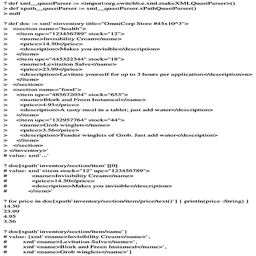 ? def xml__quasiParser := <import:org.switchb.e.xml.makeXMLQuasiParser>()
> def xpath__quasiParser := xml__quasiParser.xPathQuasiParser()
> null

? def doc := xml`<inventory title="OmniCorp Store #45x10^3">
>   <section name="health">
>     <item upc="123456789" stock="12">
>       <name>Invisibility Cream</name>
>       <price>14.50</price>
>       <description>Makes you invisible</description>
>     </item>
>     <item upc="445322344" stock="18">
>       <name>Levitation Salve</name>
>       <price>23.99</price>
>       <description>Levitate yourself for up to 3 hours per application</description>
>     </item>
>   </section>
>   <section name="food">
>     <item upc="485672034" stock="653">
>       <name>Blork and Freen Instameal</name>
>       <price>4.95</price>
>       <description>A tasty meal in a tablet; just add water</description>
>     </item>
>     <item upc="132957764" stock="44">
>       <name>Grob winglets</name>
>       <price>3.56</price>
>       <description>Tender winglets of Grob. Just add water</description>
>     </item>
>   </section>
> </inventory>`
# value: xml`...`

? doc[xpath`inventory/section/item`][0]
# value: xml`<item stock="12" upc="123456789">
#         <name>Invisibility Cream</name>
#         <price>14.50</price>
#         <description>Makes you invisible</description>
#       </item>`

? for price in doc[xpath`inventory/section/item/price/text()`] { println(price :String) }
14.50
23.99
4.95
3.56

? doc[xpath`inventory/section/item/name`]
# value: [xml`<name>Invisibility Cream</name>`,
#         xml`<name>Levitation Salve</name>`,
#         xml`<name>Blork and Freen Instameal</name>`,
#         xml`<name>Grob winglets</name>`]